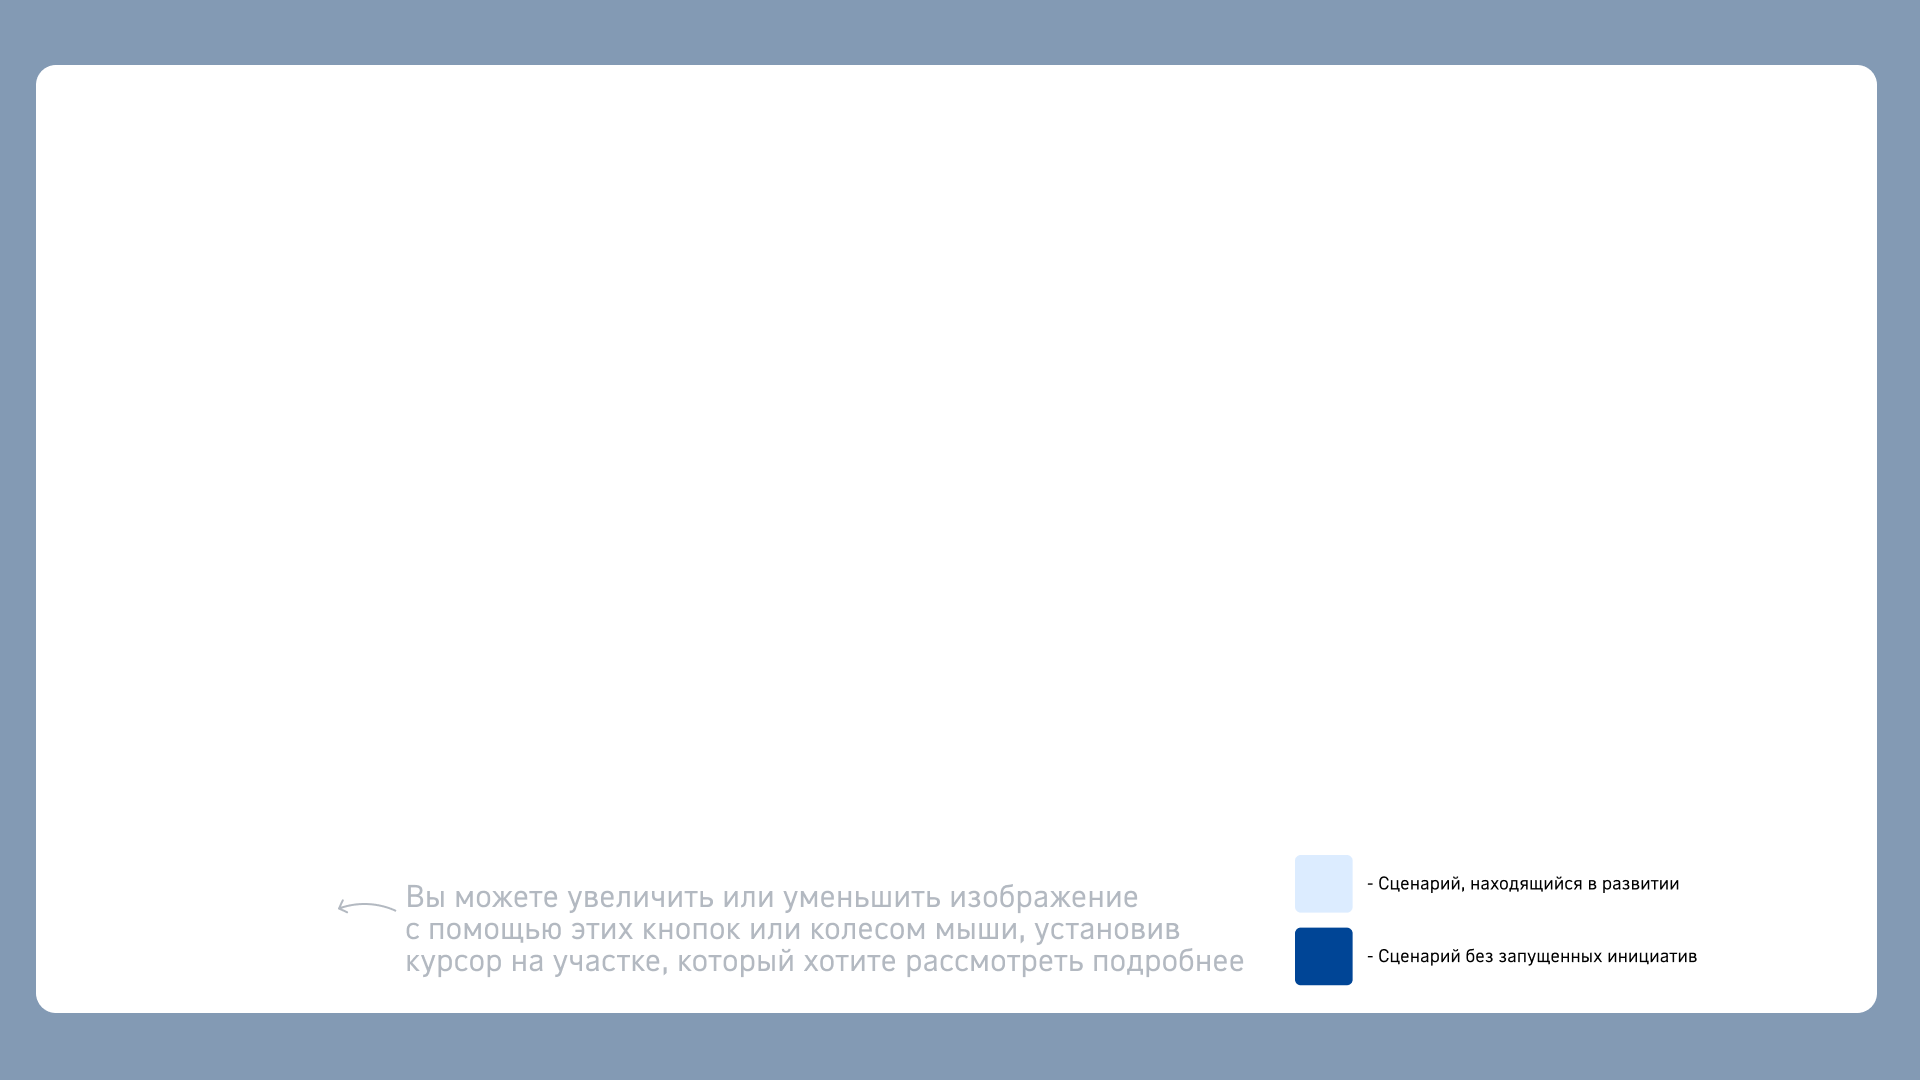 Вы можете увеличить или уменьшить изображение
с помощью этих кнопок или колесом мыши, установив
курсор на участке, который хотите рассмотреть подробнее
- Сценарий, находящийся в развитии
- Сценарий без запущенных инициатив